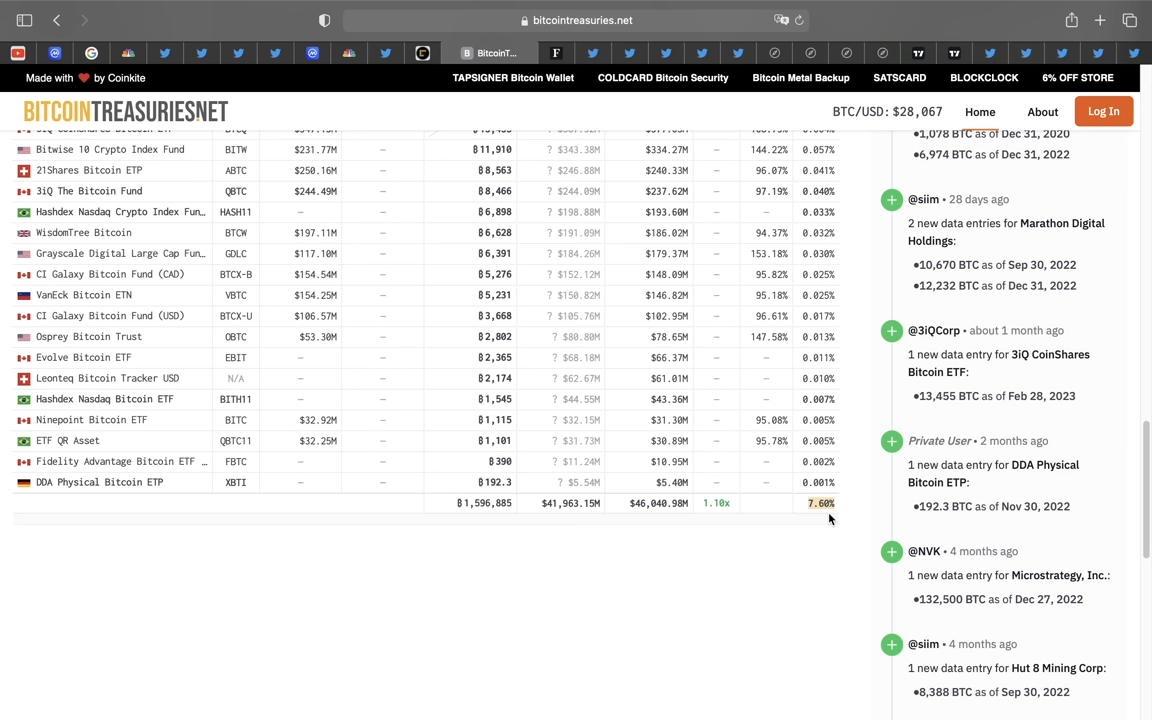 bitcointreasuries.net
B BitcoinT...
Made with ❤ by Coinkite
TAPSIGNER Bitcoin Wallet
COLDCARD Bitcoin Security
Bitcoin Metal Backup
SATSCARD
BLOCKCLOCK
6% OFF STORE
BITCOINTREASURIES.NET
BTC/USD: $28,067
Home
About
Log In
Bitwise 10 Crypto Index Fund BITW $231.77M – ฿11,910 ? $343.38M $334.27M – 144.22% 0.057%
21Shares Bitcoin ETP ABTC $250.16M – ฿8,563 ? $246.88M $240.33M – 96.07% 0.041%
3iQ The Bitcoin Fund QBTC $244.49M – ฿8,466 ? $244.09M $237.62M – 97.19% 0.040%
Hashdex Nasdaq Crypto Index Fun… HASH11 – – ฿6,898 ? $198.88M $193.60M – – 0.033%
WisdomTree Bitcoin BTCW $197.11M – ฿6,628 ? $191.09M $186.02M – 94.37% 0.032%
Grayscale Digital Large Cap Fun… GDLC $117.10M – ฿6,391 ? $184.26M $179.37M – 153.18% 0.030%
CI Galaxy Bitcoin Fund (CAD) BTCX-B $154.54M – ฿5,276 ? $152.12M $148.09M – 95.82% 0.025%
VanEck Bitcoin ETN VBTC $154.25M – ฿5,231 ? $150.82M $146.82M – 95.18% 0.025%
CI Galaxy Bitcoin Fund (USD) BTCX-U $106.57M – ฿3,668 ? $105.76M $102.95M – 96.61% 0.017%
Osprey Bitcoin Trust OBTC $53.30M – ฿2,802 ? $80.80M $78.65M – 147.58% 0.013%
Evolve Bitcoin ETF EBIT – – ฿2,365 ? $68.18M $66.37M – – 0.011%
Leonteq Bitcoin Tracker USD N/A – – ฿2,174 ? $62.67M $61.01M – – 0.010%
Hashdex Nasdaq Bitcoin ETF BITH11 – – ฿1,545 ? $44.55M $43.36M – – 0.007%
Ninepoint Bitcoin ETF BITC $32.92M – ฿1,115 ? $32.15M $31.30M – 95.08% 0.005%
ETF QR Asset QBTC11 $32.25M – ฿1,101 ? $31.73M $30.89M – 95.78% 0.005%
Fidelity Advantage Bitcoin ETF … FBTC – – ฿390 ? $11.24M $10.95M – – 0.002%
DDA Physical Bitcoin ETP XBTI – – ฿192.3 ? $5.54M $5.40M – – 0.001%
฿1,596,885 $41,963.15M $46,040.98M 1.10x 7.60%
•1,078 BTC as of Dec 31, 2020
•6,974 BTC as of Dec 31, 2022
@siim • 28 days ago
2 new data entries for Marathon Digital
Holdings:
•10,670 BTC as of Sep 30, 2022
•12,232 BTC as of Dec 31, 2022
@3iQCorp • about 1 month ago
1 new data entry for 3iQ CoinShares
Bitcoin ETF:
•13,455 BTC as of Feb 28, 2023
Private User • 2 months ago
1 new data entry for DDA Physical
Bitcoin ETP:
•192.3 BTC as of Nov 30, 2022
@NVK • 4 months ago
1 new data entry for Microstrategy, Inc.:
•132,500 BTC as of Dec 27, 2022
@siim • 4 months ago
1 new data entry for Hut 8 Mining Corp:
•8,388 BTC as of Sep 30, 2022